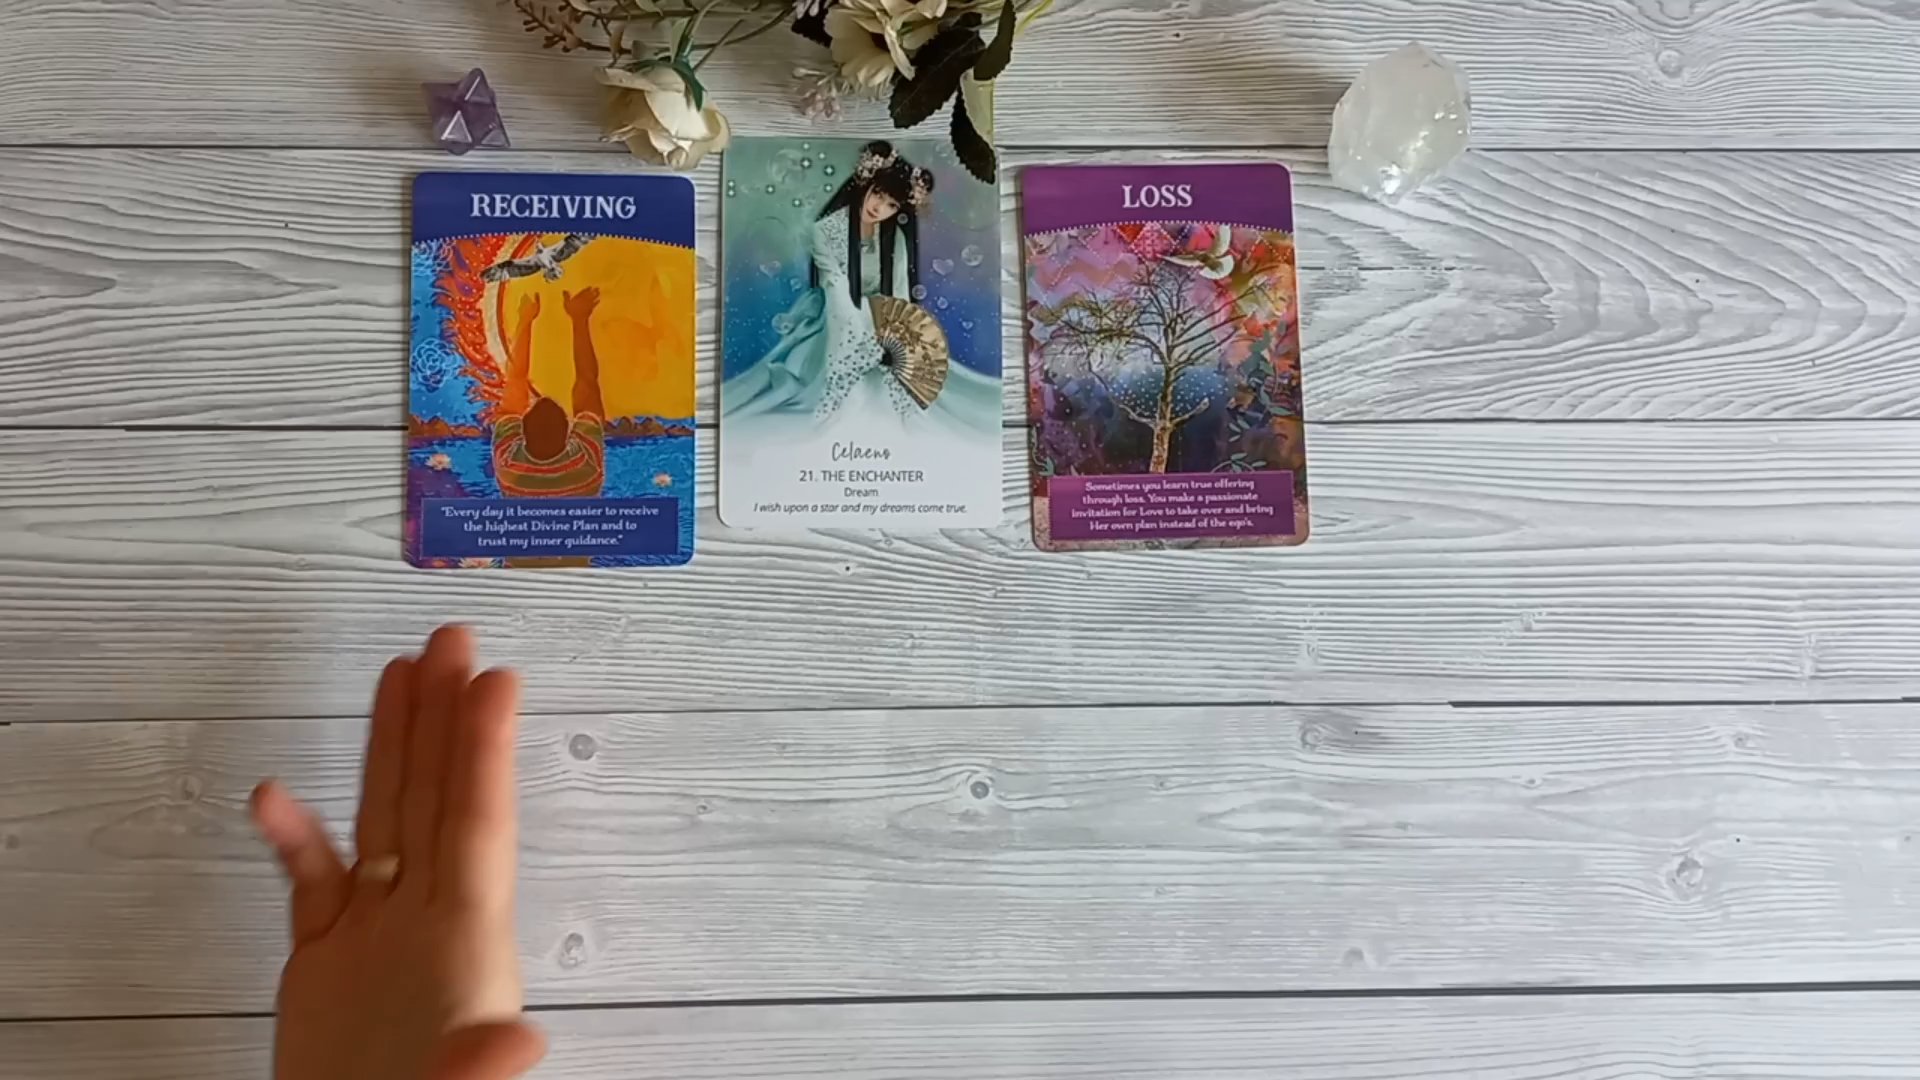 RECEIVING
"Every day it becomes easier to receive
the highest Divine Plan and to
trust my inner guidance."
Celaeno
21. THE ENCHANTER
Dream
I wish upon a star and my dreams come true.
LOSS
Sometimes you learn true offering
through loss. You make a passionate
invitation for Love to take over and bring
Her own plan instead of the ego's.